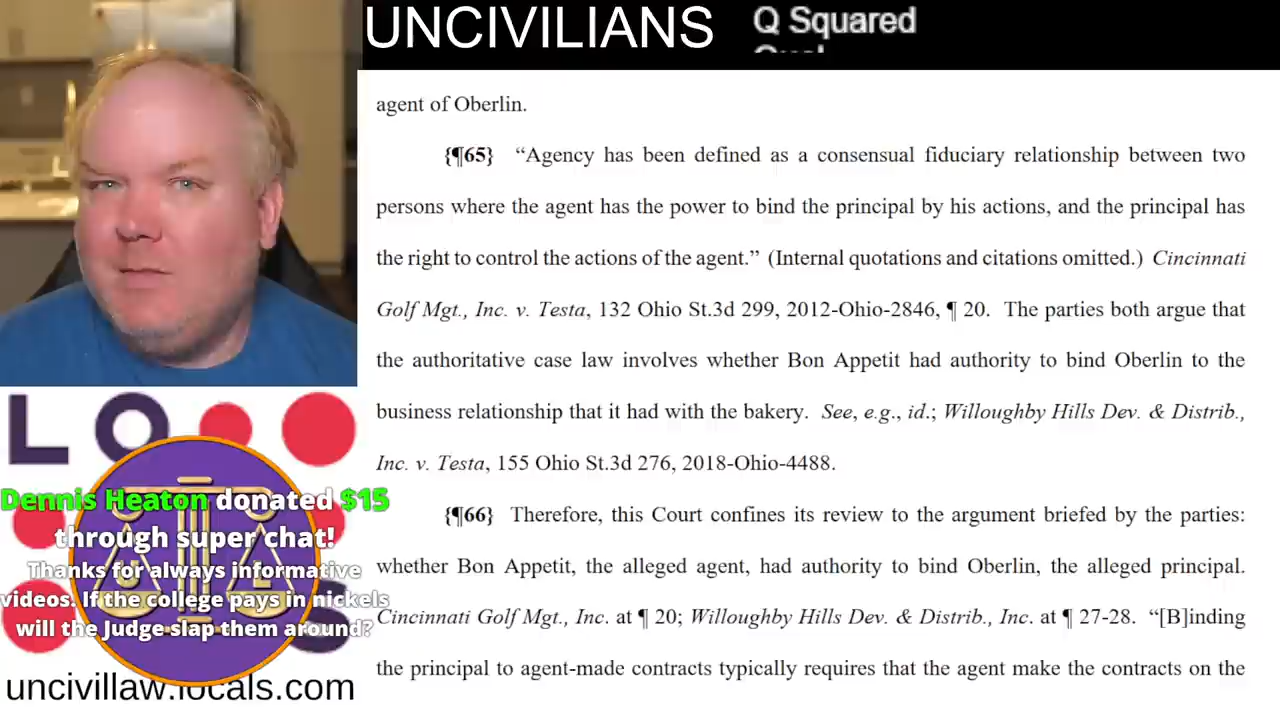 UNCIVILIANS
Q Squared
agent of Oberlin.
{¶65} “Agency has been defined as a consensual fiduciary relationship between two
persons where the agent has the power to bind the principal by his actions, and the principal has
the right to control the actions of the agent.” (Internal quotations and citations omitted.) Cincinnati
Golf Mgt., Inc. v. Testa, 132 Ohio St.3d 299, 2012-Ohio-2846, ¶ 20. The parties both argue that
the authoritative case law involves whether Bon Appetit had authority to bind Oberlin to the
business relationship that it had with the bakery. See, e.g., id.; Willoughby Hills Dev. & Distrib.,
Inc. v. Testa, 155 Ohio St.3d 276, 2018-Ohio-4488.
{¶66} Therefore, this Court confines its review to the argument briefed by the parties:
whether Bon Appetit, the alleged agent, had authority to bind Oberlin, the alleged principal.
Cincinnati Golf Mgt., Inc. at ¶ 20; Willoughby Hills Dev. & Distrib., Inc. at ¶ 27-28. “[B]inding
the principal to agent-made contracts typically requires that the agent make the contracts on the
LO
Dennis Heaton donated $15
through super chat!
Thanks for always informative
videos. If the college pays in nickels
will the Judge slap them around?
uncivillaw.locals.com